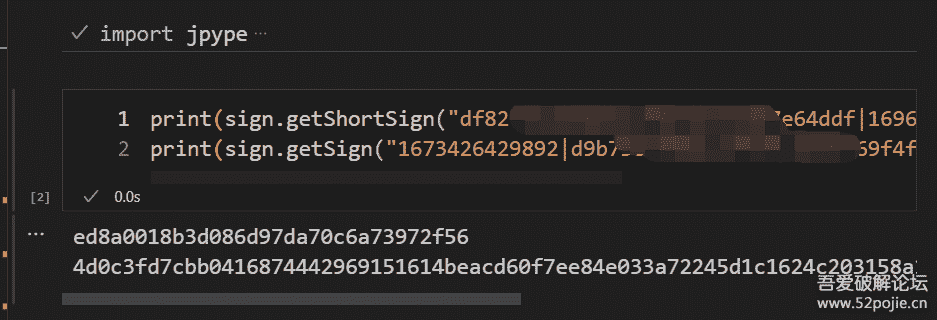 import jpype ...
1 print(sign.getShortSign("df82 7e64ddf|1696
2 print(sign.getSign("1673426429892|d9b7 69f4f
[2] 0.0s
... ed8a0018b3d086d97da70c6a73972f56
4d0c3fd7cbb0416874442969151614beacd60f7ee84e033a72245d1c1624c203158a
吾爱破解论坛
www.52pojie.cn